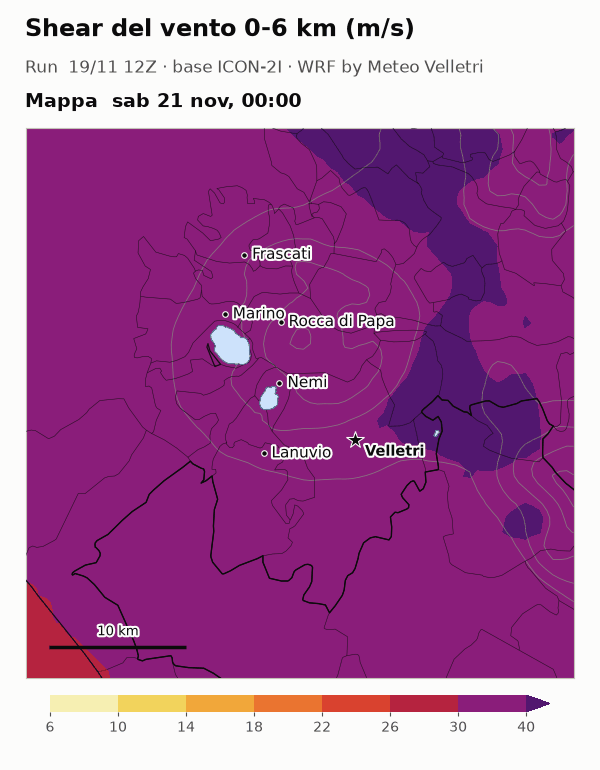 Shear del vento 0-6 km (m/s)
Run  19/11 12Z · base ICON-2I · WRF by Meteo Velletri
Mappa  sab 21 nov, 00:00
Frascati
Marino
Rocca di Papa
Nemi
Velletri
Lanuvio
10 km
6 10 14 18 22 26 30 40